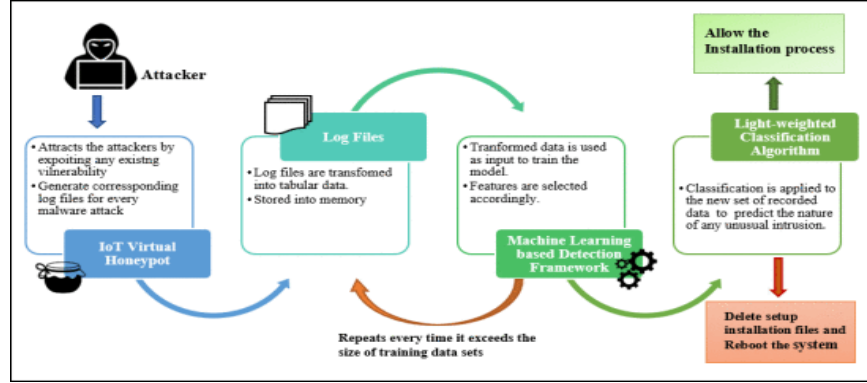 Attacker
• Attracts the attackers by
expoiting any existng
vilnerability
• Generate corressponding
log files for every
malware attack
IoT Virtual
Honeypot
Log Files
• Log files are transfomed
into tabular data.
• Stored into memory
• Tranformed data is used
as input to train the
model.
• Features are selected
accordingly.
Machine Learning
based Detection
Framework
Repeats every time it exceeds the
size of training data sets
Allow the
Installation process
Light-weighted
Classification
Algorithm
• Classification is applied to
the new set of recorded
data to predict the nature
of any unusual intrusion.
Delete setup
installation files and
Reboot the system